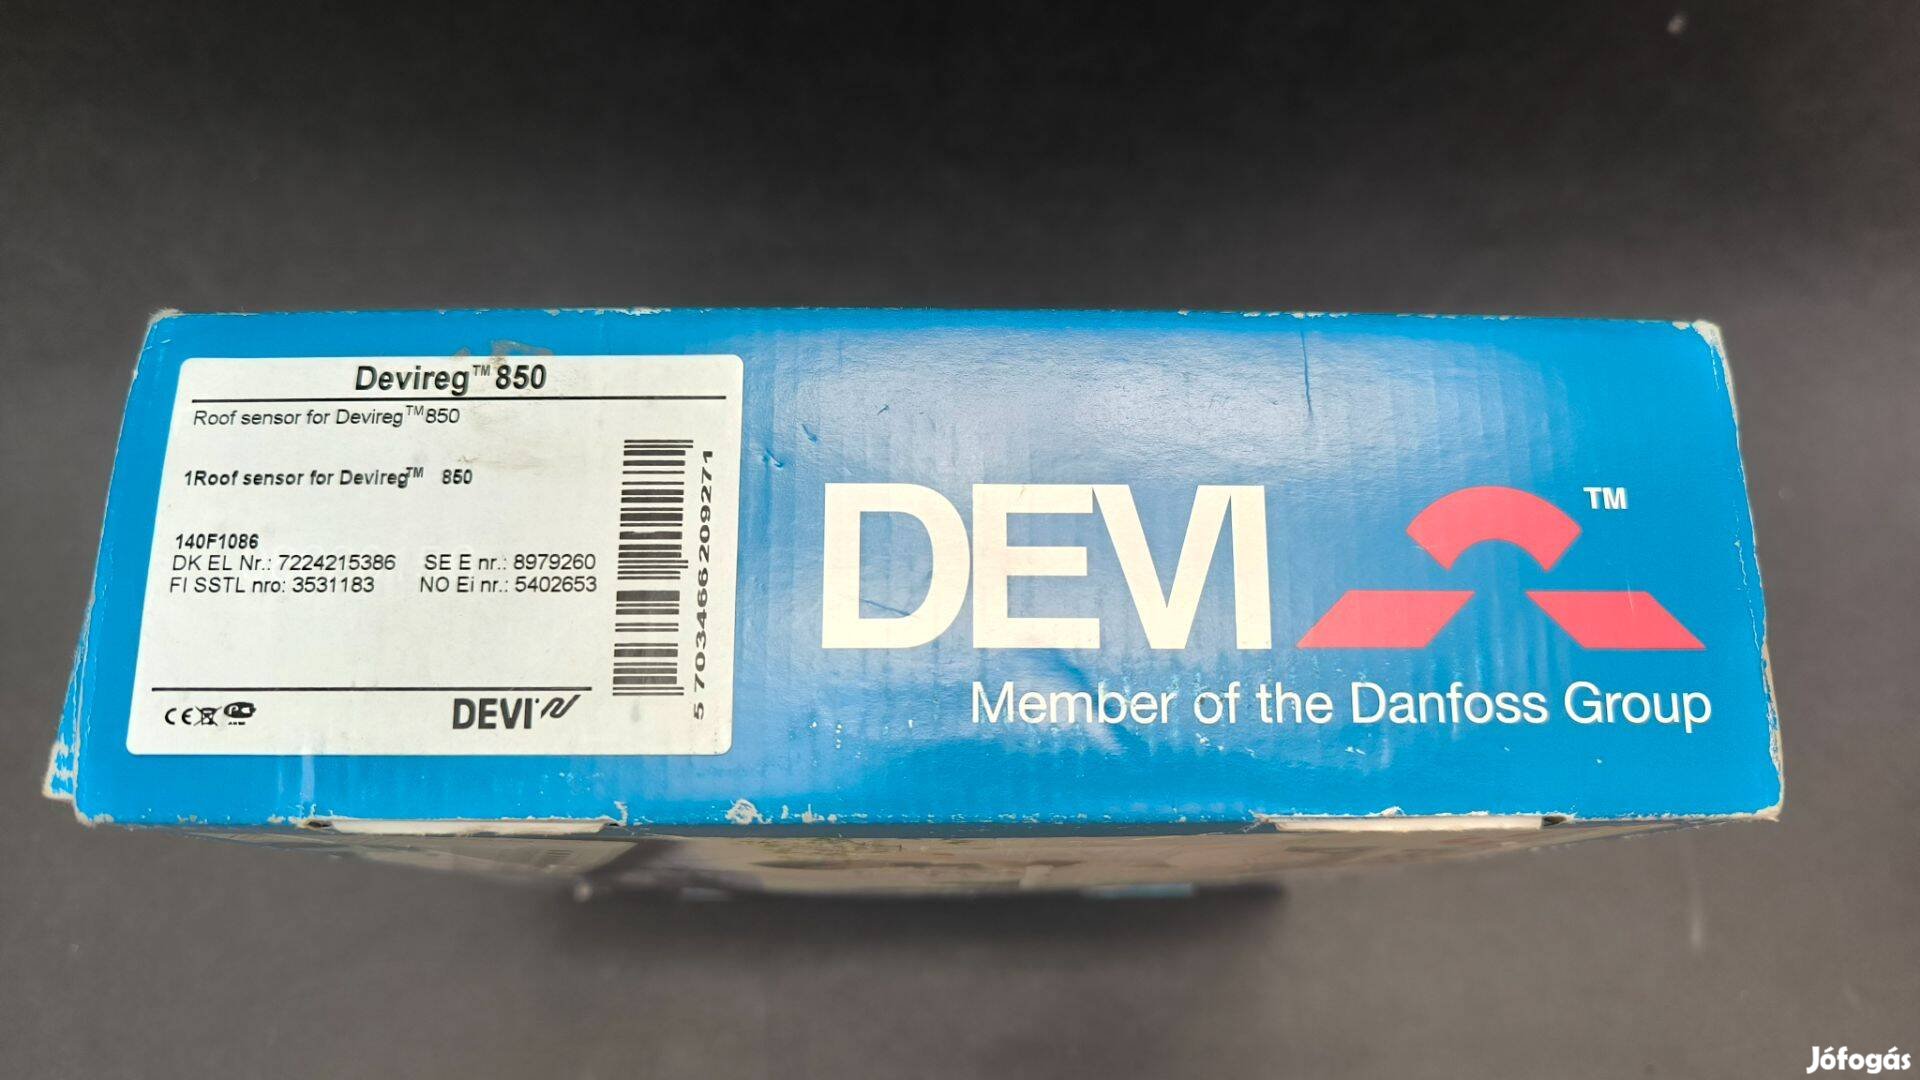 Devireg™ 850
Roof sensor for Devireg™850
1Roof sensor for Devireg™ 850
140F1086
DK EL Nr.: 7224215386 SE E nr.: 8979260
FI SSTL nro: 3531183 NO Ei nr.: 5402653
5 703466 209271
CE
DEVI
DEVI ™
Member of the Danfoss Group
Jófogás